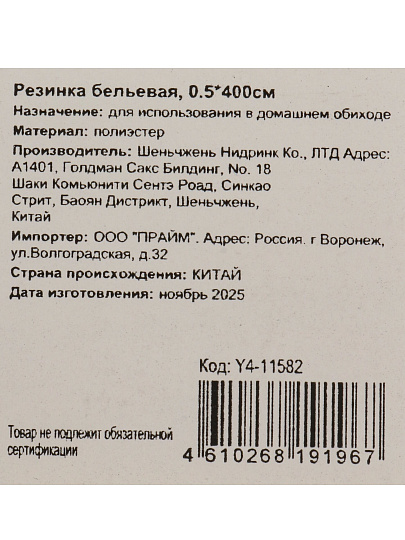 Резинка бельевая, 0.5*400см
Назначение: для использования в домашнем обиходе
Материал: полиэстер
Производитель: Шеньчжень Нидринк Ко., ЛТД Адрес:
А1401, Голдман Сакс Билдинг, No. 18
Шаки Комьюнити Сентэ Роад, Синкао
Стрит, Баоян Дистрикт, Шеньчжень,
Китай
Импортер: ООО "ПРАЙМ". Адрес: Россия. г Воронеж,
ул.Волгоградская, д.32
Страна происхождения: КИТАЙ
Дата изготовления: ноябрь 2025
Код: Y4-11582
Товар не подлежит обязательной
сертификации
4 610268 191967